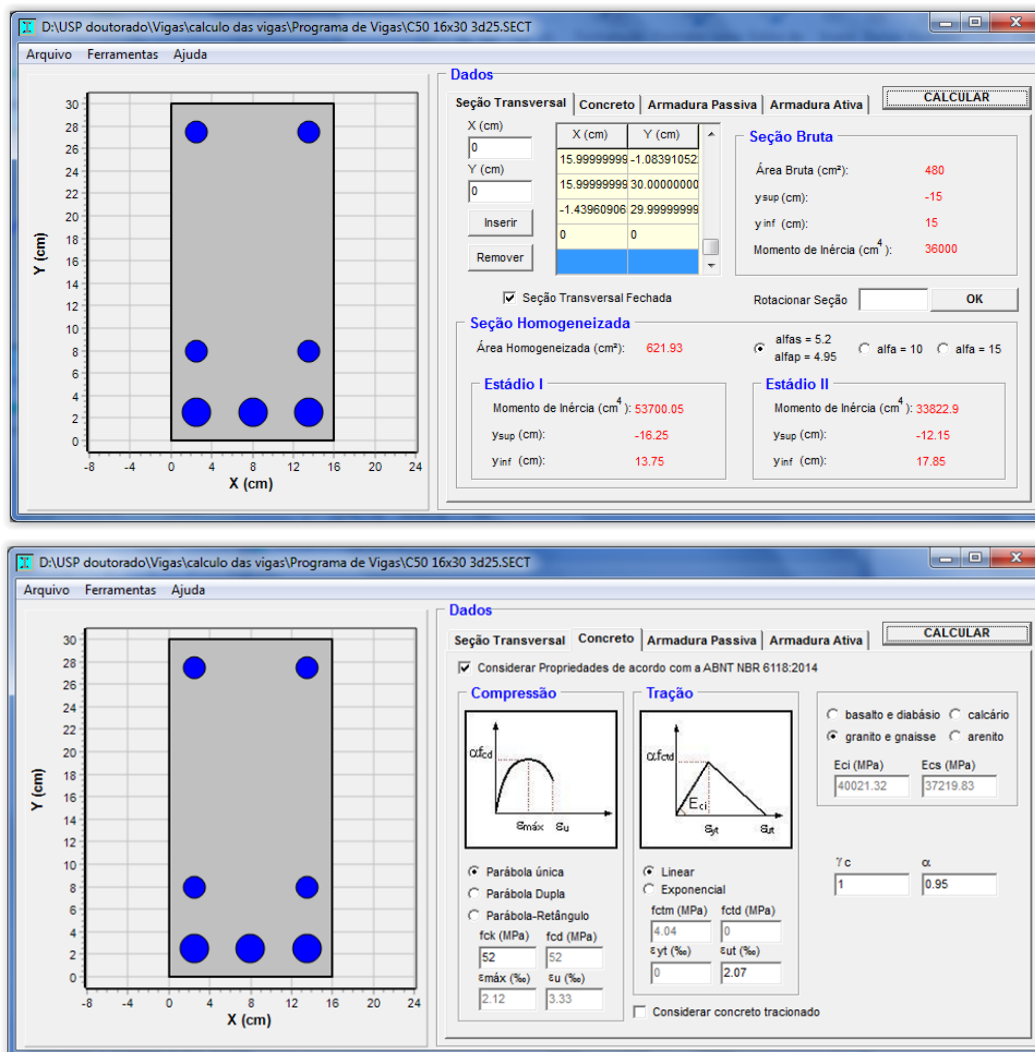 D:\USP doutorado\Vigas\calculo das vigas\Programa de Vigas\C50 16x30 3d25.SECT
Arquivo Ferramentas Ajuda
Dados
Seção Transversal Concreto Armadura Passiva Armadura Ativa CALCULAR
X (cm)
0
Y (cm)
0
Inserir
Remover
X (cm) Y (cm)
15.99999999 -1.08391052
15.99999999 30.00000000
-1.43960906 29.99999999
0 0
Seção Bruta
Área Bruta (cm²): 480
ysup (cm): -15
yinf (cm): 15
Momento de Inércia (cm4): 36000
Seção Transversal Fechada
Rotacionar Seção OK
Seção Homogeneizada
Área Homogeneizada (cm²): 621.93
alfas = 5.2
alfap = 4.95
alfa = 10 alfa = 15
Estádio I
Momento de Inércia (cm4): 53700.05
ysup (cm): -16.25
yinf (cm): 13.75
Estádio II
Momento de Inércia (cm4): 33822.9
ysup (cm): -12.15
yinf (cm): 17.85
Y (cm)
30
28
26
24
22
20
18
16
14
12
10
8
6
4
2
0
-8 -4 0 4 8 12 16 20 24
X (cm)
D:\USP doutorado\Vigas\calculo das vigas\Programa de Vigas\C50 16x30 3d25.SECT
Arquivo Ferramentas Ajuda
Dados
Seção Transversal Concreto Armadura Passiva Armadura Ativa CALCULAR
Considerar Propriedades de acordo com a ABNT NBR 6118:2014
Compressão
αfcd
εmáx εu
Parábola única
Parábola Dupla
Parábola-Retângulo
fck (MPa) fcd (MPa)
52 52
εmáx (‰) εu (‰)
2.12 3.33
Tração
αfctd
Eci
εyt εut
Linear
Exponencial
fctm (MPa) fctd (MPa)
4.04 0
εyt (‰) εut (‰)
0 2.07
Considerar concreto tracionado
basalto e diabásio calcário
granito e gnaisse arenito
Eci (MPa) Ecs (MPa)
40021.32 37219.83
γc α
1 0.95
Y (cm)
30
28
26
24
22
20
18
16
14
12
10
8
6
4
2
0
-8 -4 0 4 8 12 16 20 24
X (cm)